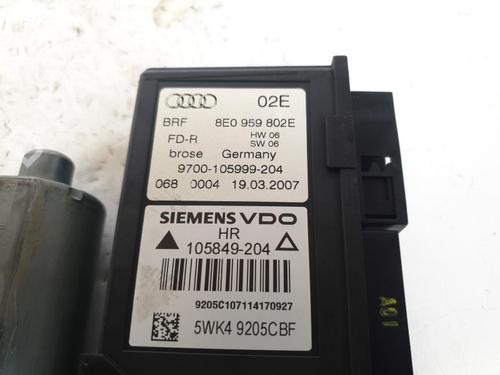 02E
BRF 8E0 959 802E
FD-R HW 06
SW 06
brose Germany
9700-105999-204
068 0004 19.03.2007
SIEMENS VDO
HR
105849-204
9205C107114170927
5WK4 9205CBF
A01